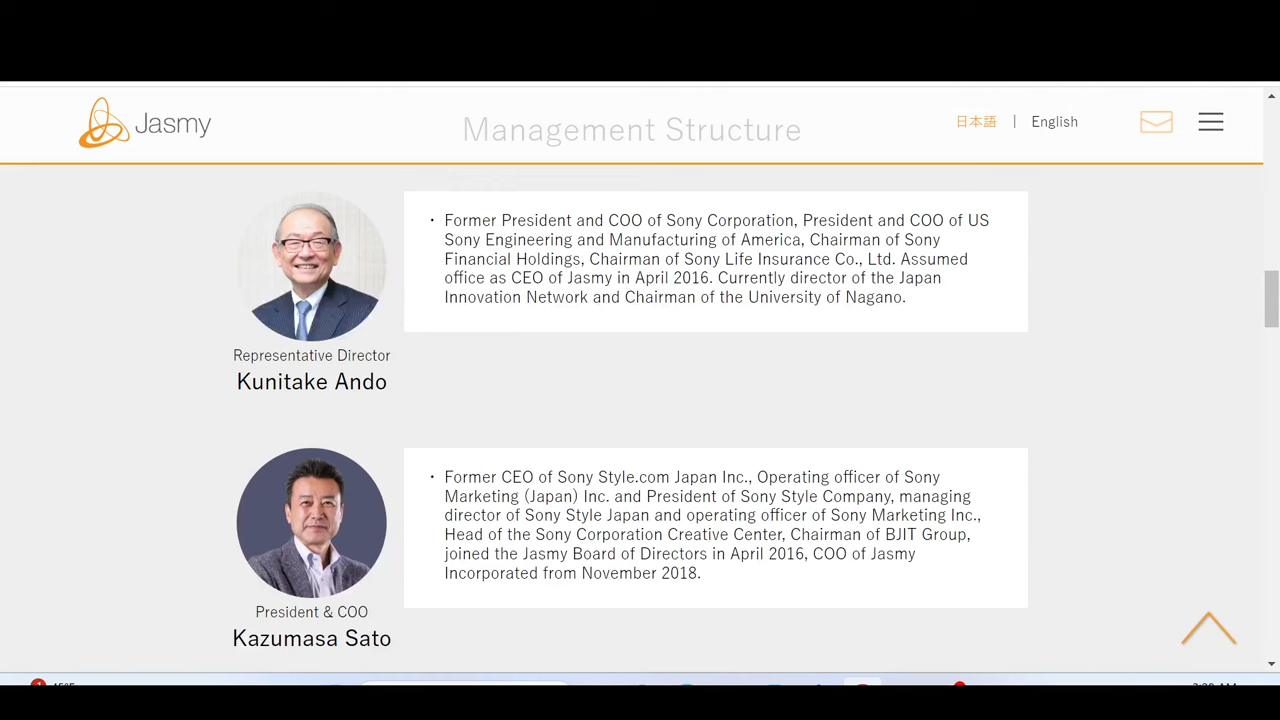 Jasmy
Management Structure
日本語 | English
・ Former President and COO of Sony Corporation, President and COO of US
Sony Engineering and Manufacturing of America, Chairman of Sony
Financial Holdings, Chairman of Sony Life Insurance Co., Ltd. Assumed
office as CEO of Jasmy in April 2016. Currently director of the Japan
Innovation Network and Chairman of the University of Nagano.
Representative Director
Kunitake Ando
・ Former CEO of Sony Style.com Japan Inc., Operating officer of Sony
Marketing (Japan) Inc. and President of Sony Style Company, managing
director of Sony Style Japan and operating officer of Sony Marketing Inc.,
Head of the Sony Corporation Creative Center, Chairman of BJIT Group,
joined the Jasmy Board of Directors in April 2016, COO of Jasmy
Incorporated from November 2018.
President & COO
Kazumasa Sato